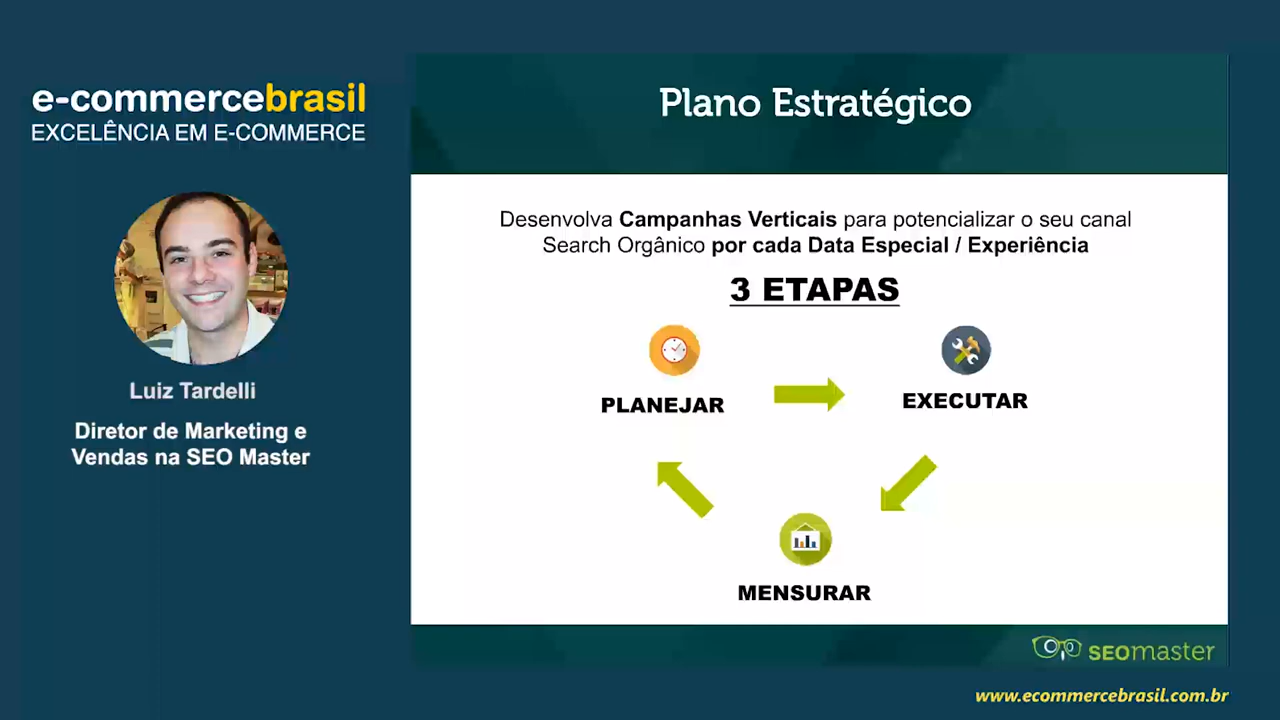 e-commercebrasil
EXCELÊNCIA EM E-COMMERCE
Luiz Tardelli
Diretor de Marketing e
Vendas na SEO Master
Plano Estratégico
Desenvolva Campanhas Verticais para potencializar o seu canal
Search Orgânico por cada Data Especial / Experiência
3 ETAPAS
PLANEJAR
EXECUTAR
MENSURAR
SEOmaster
www.ecommercebrasil.com.br